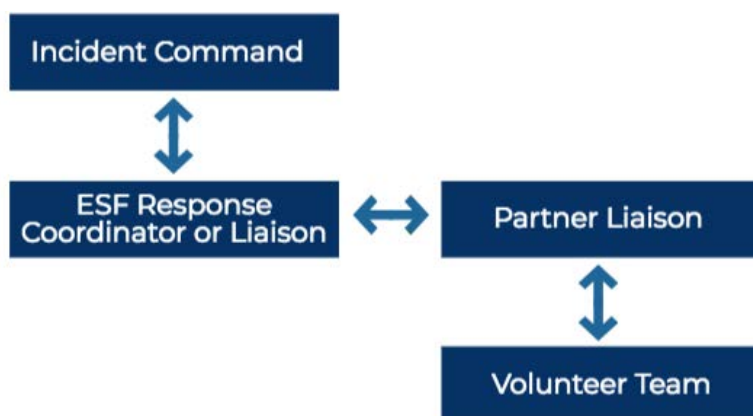 Incident Command
ESF Response
Coordinator or Liaison
Partner Liaison
Volunteer Team